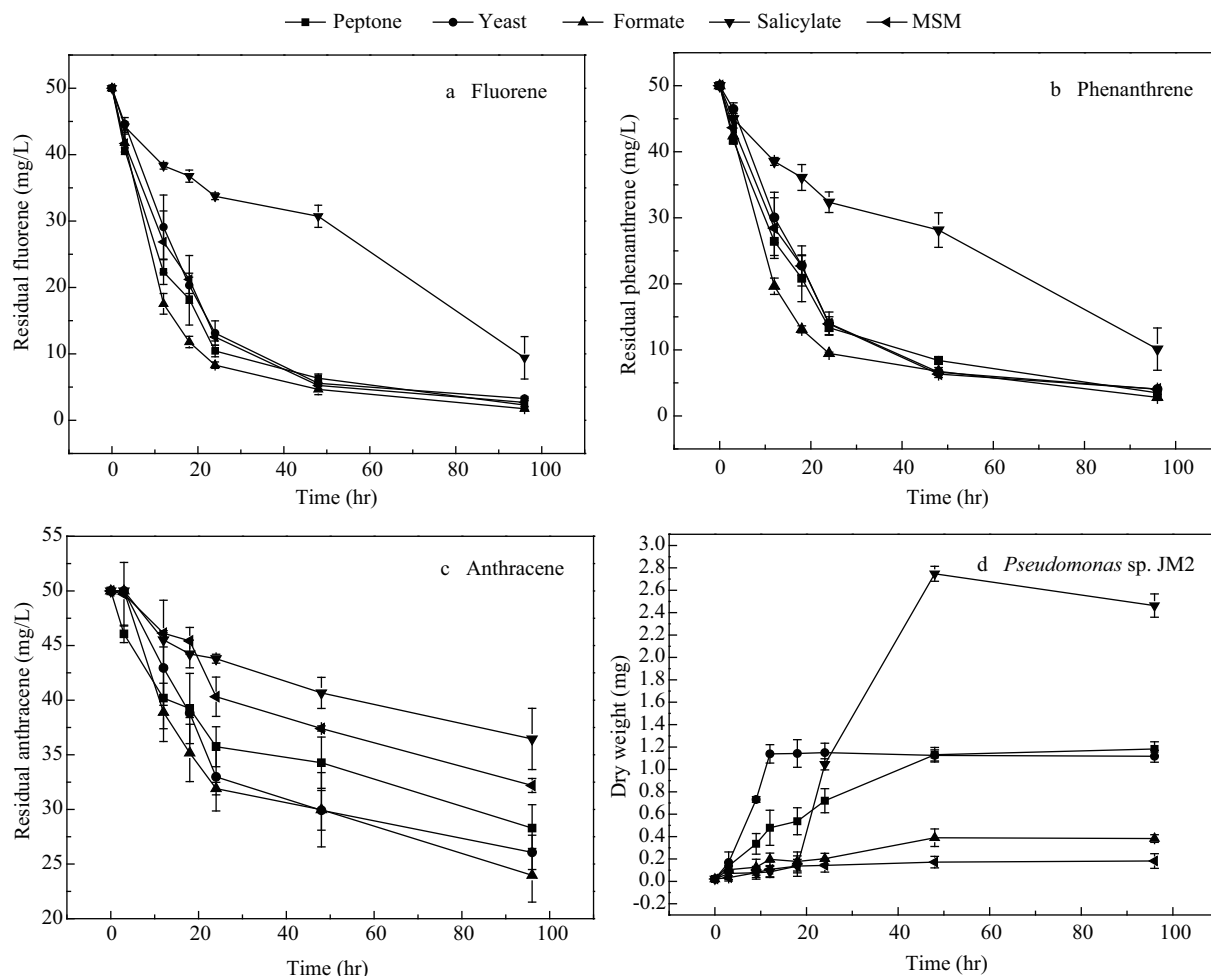 Peptone Yeast Formate Salicylate MSM
a Fluorene
Residual fluorene (mg/L)
50
40
30
20
10
0
0 20 40 60 80 100
Time (hr)
b Phenanthrene
Residual phenanthrene (mg/L)
50
40
30
20
10
0
0 20 40 60 80 100
Time (hr)
c Anthracene
Residual anthracene (mg/L)
55
50
45
40
35
30
25
20
0 20 40 60 80 100
Time (hr)
d Pseudomonas sp. JM2
Dry weight (mg)
3.0
2.8
2.6
2.4
2.2
2.0
1.8
1.6
1.4
1.2
1.0
0.8
0.6
0.4
0.2
0.0
-0.2
0 20 40 60 80 100
Time (hr)